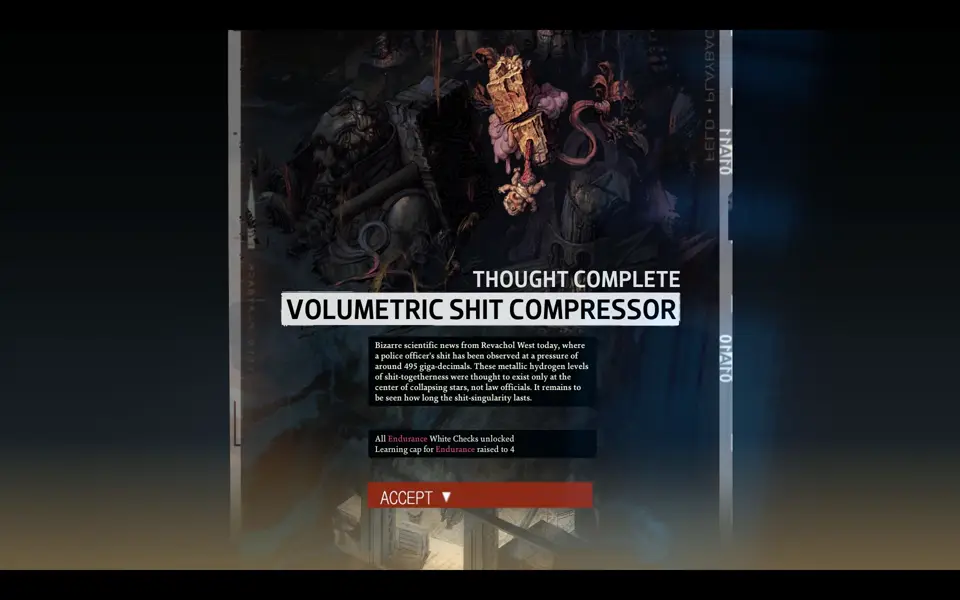 THOUGHT COMPLETE
VOLUMETRIC SHIT COMPRESSOR
Bizarre scientific news from Revachol West today, where
a police officer's shit has been observed at a pressure of
around 495 giga-decimals. These metallic hydrogen levels
of shit-togetherness were thought to exist only at the
center of collapsing stars, not law officials. It remains to
be seen how long the shit-singularity lasts.
All Endurance White Checks unlocked
Learning cap for Endurance raised to 4
ACCEPT